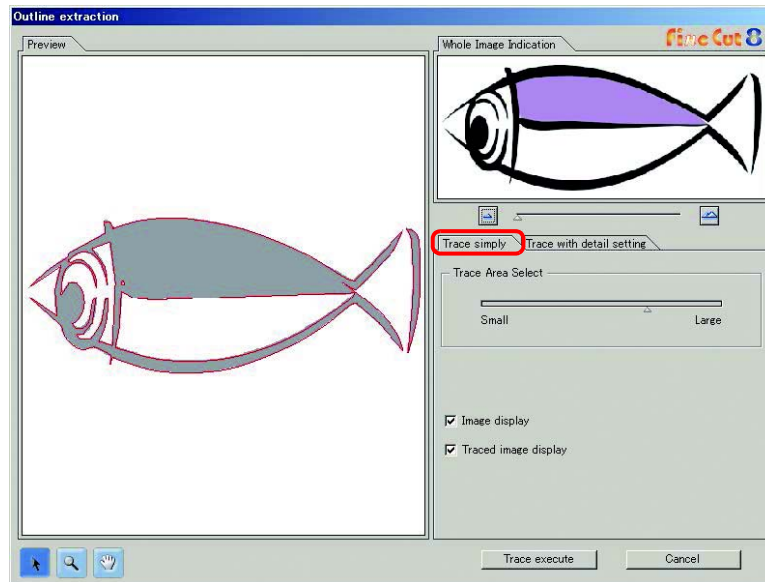 Outline extraction
Preview
Whole Image Indication
Fine Cut 8
Trace simply
Trace with detail setting
Trace Area Select
Small
Large
Image display
Traced image display
Trace execute
Cancel